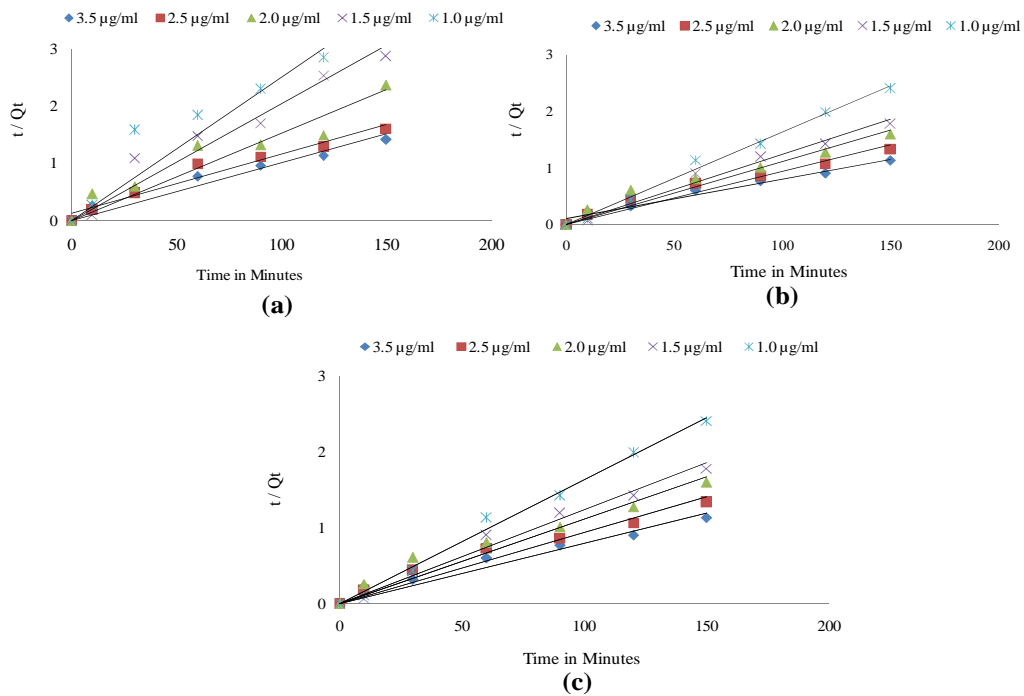 3.5 µg/ml 2.5 µg/ml 2.0 µg/ml 1.5 µg/ml 1.0 µg/ml
3
2
1
0
t / Qt
0 50 100 150 200
Time in Minutes
(a)
3.5 µg/ml 2.5 µg/ml 2.0 µg/ml 1.5 µg/ml 1.0 µg/ml
3
2
1
0
t / Qt
0 50 100 150 200
Time in Minutes
(b)
3.5 µg/ml 2.5 µg/ml 2.0 µg/ml 1.5 µg/ml 1.0 µg/ml
3
2
1
0
t / Qt
0 50 100 150 200
Time in Minutes
(c)